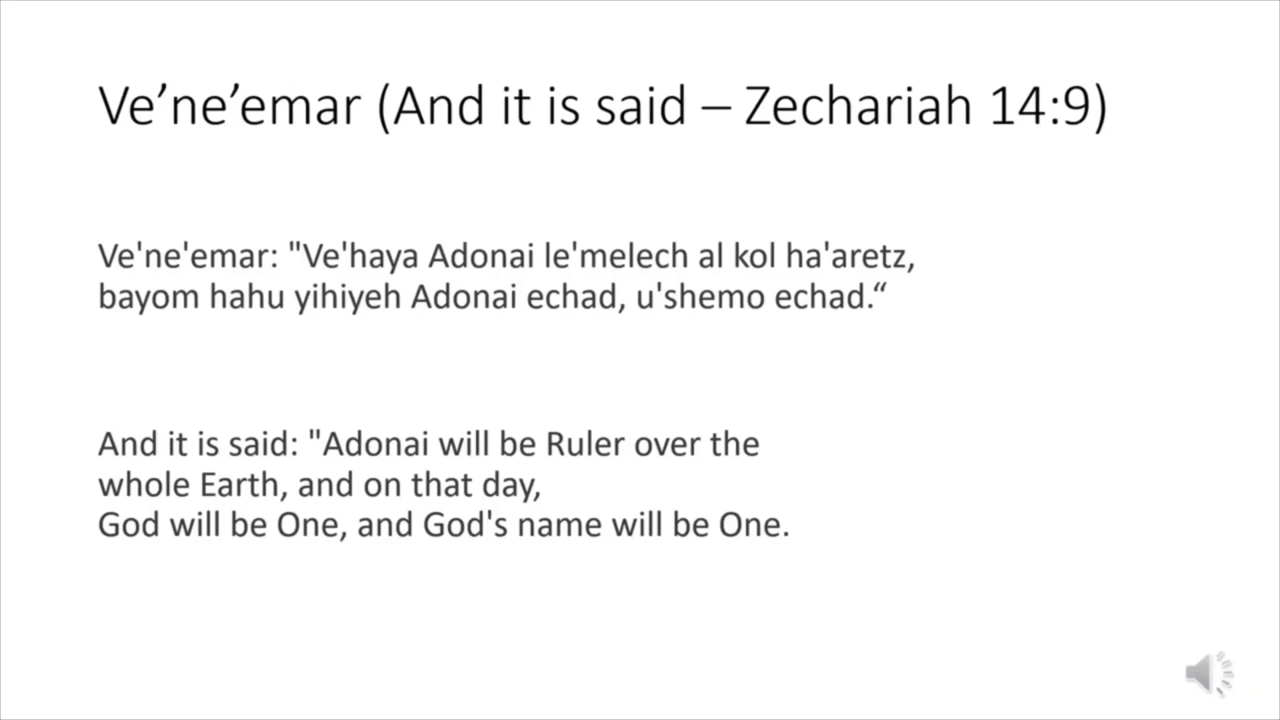 Ve’ne’emar (And it is said – Zechariah 14:9)
Ve'ne'emar: "Ve'haya Adonai le'melech al kol ha'aretz,
bayom hahu yihiyeh Adonai echad, u'shemo echad.“
And it is said: "Adonai will be Ruler over the
whole Earth, and on that day,
God will be One, and God's name will be One.